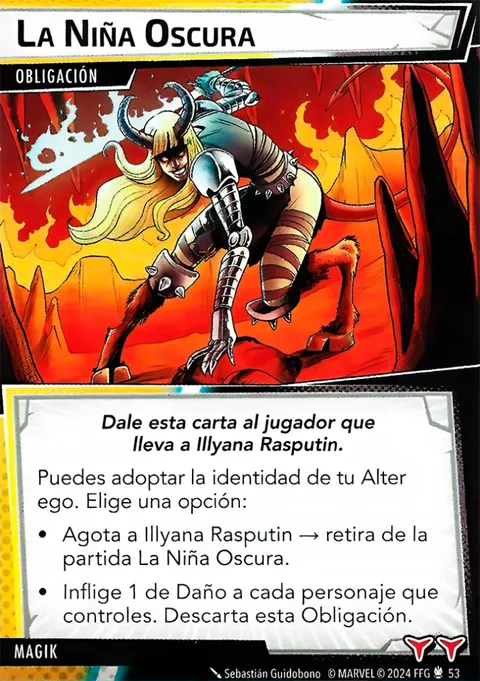 La Niña Oscura
OBLIGACIÓN
Dale esta carta al jugador que
lleva a Illyana Rasputin.
Puedes adoptar la identidad de tu Alter
ego. Elige una opción:
• Agota a Illyana Rasputin → retira de la
partida La Niña Oscura.
• Inflige 1 de Daño a cada personaje que
controles. Descarta esta Obligación.
MAGIK
Sebastián Guidobono © MARVEL © 2024 FFG 53